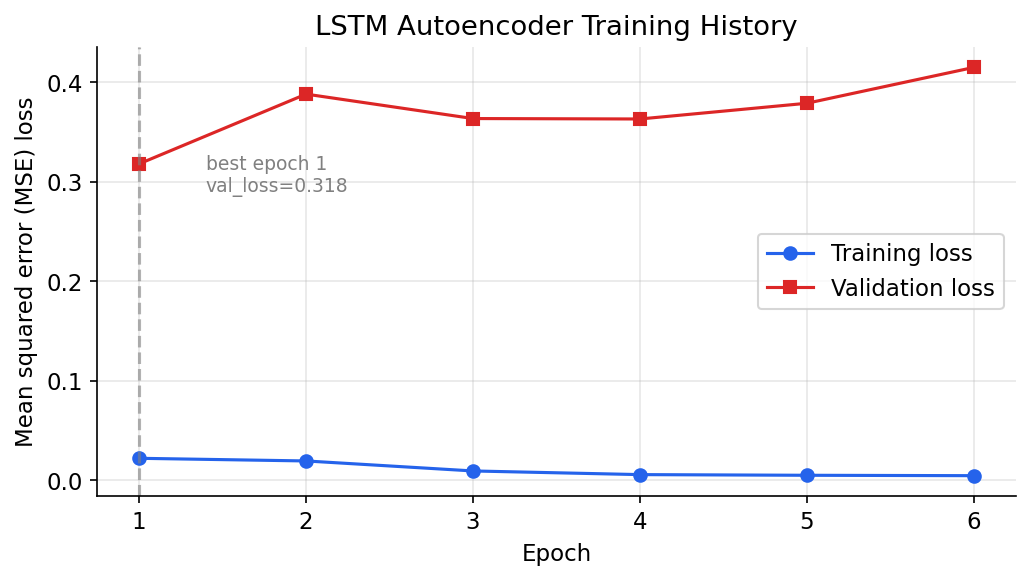 LSTM Autoencoder Training History
Mean squared error (MSE) loss
0.4
0.3
0.2
0.1
0.0
best epoch 1
val_loss=0.318
Training loss
Validation loss
1 2 3 4 5 6
Epoch